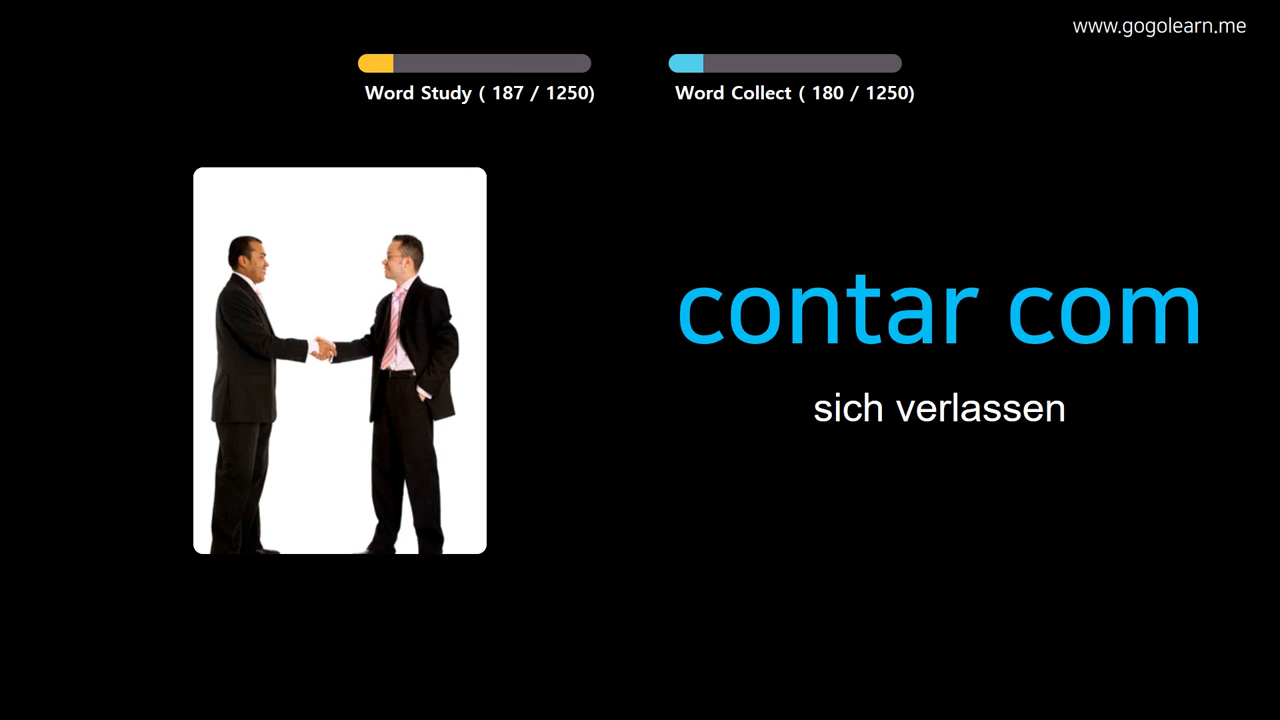 www.gogolearn.me
Word Study ( 187 / 1250)
Word Collect ( 180 / 1250)
contar com
sich verlassen